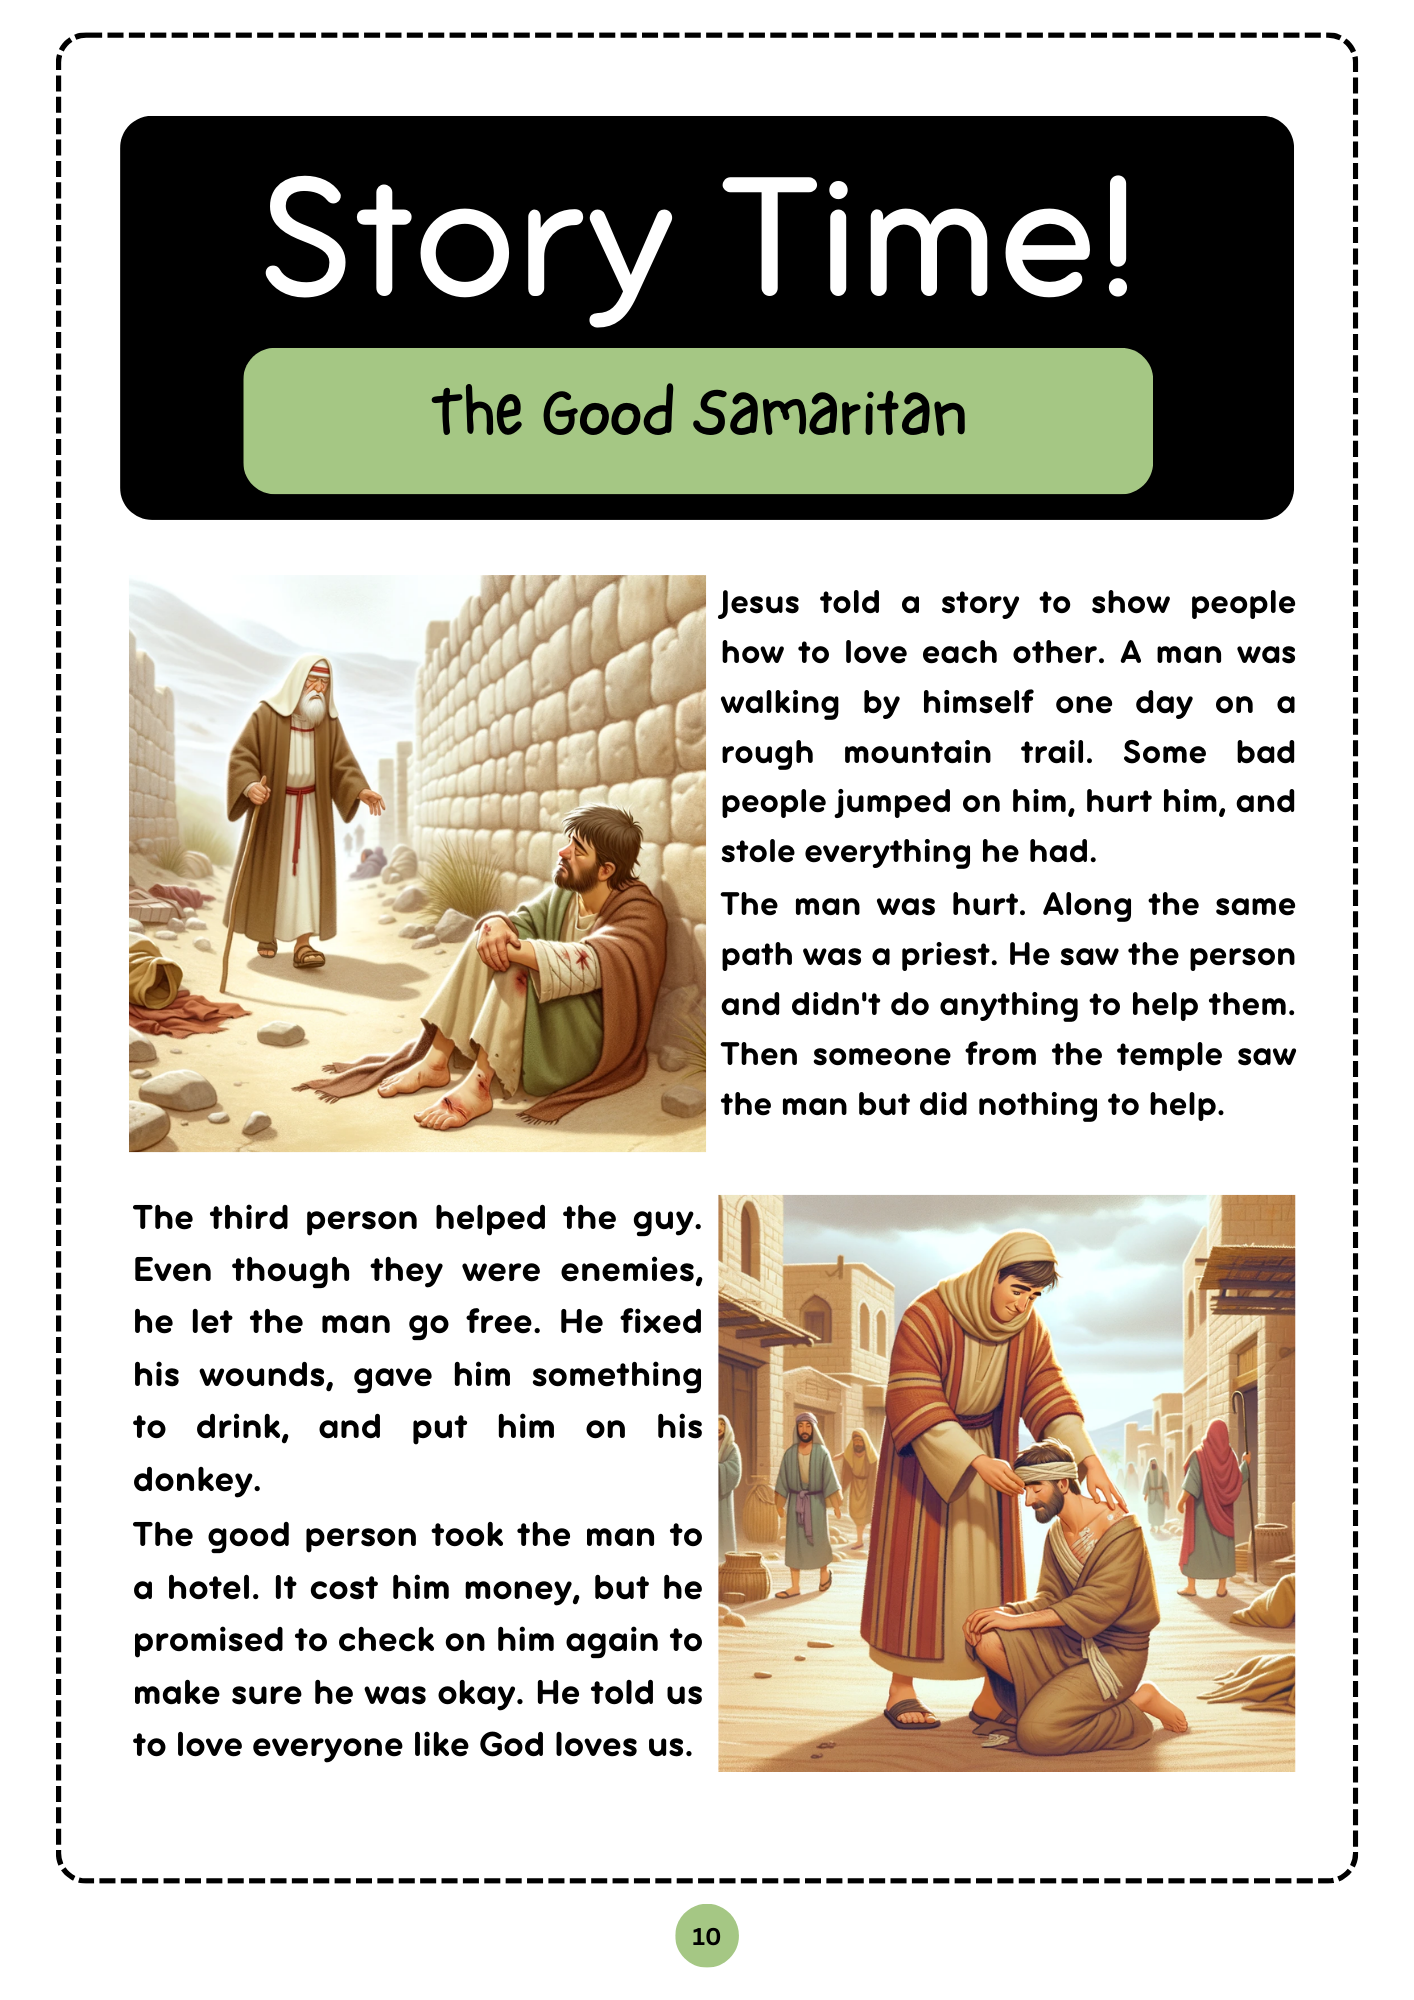 Story Time!
the Good Samaritan
Jesus told a story to show people
how to love each other. A man was
walking by himself one day on a
rough mountain trail. Some bad
people jumped on him, hurt him, and
stole everything he had.
The man was hurt. Along the same
path was a priest. He saw the person
and didn't do anything to help them.
Then someone from the temple saw
the man but did nothing to help.
The third person helped the guy.
Even though they were enemies,
he let the man go free. He fixed
his wounds, gave him something
to drink, and put him on his
donkey.
The good person took the man to
a hotel. It cost him money, but he
promised to check on him again to
make sure he was okay. He told us
to love everyone like God loves us.
10